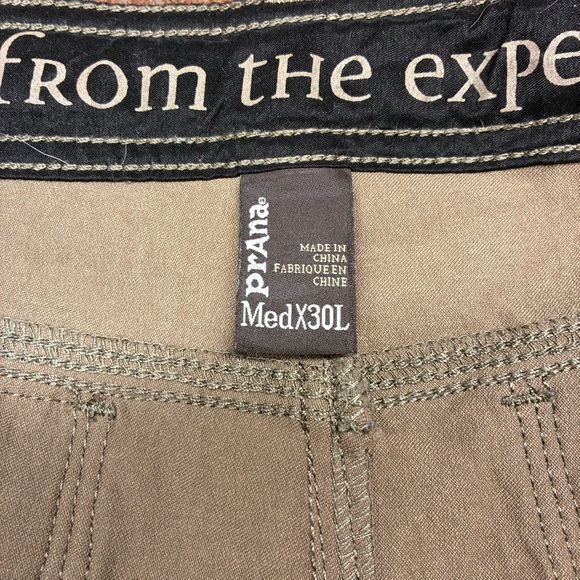 from the expe
prAna®
MADE IN
CHINA
FABRIQUE EN
CHINE
MedX30L